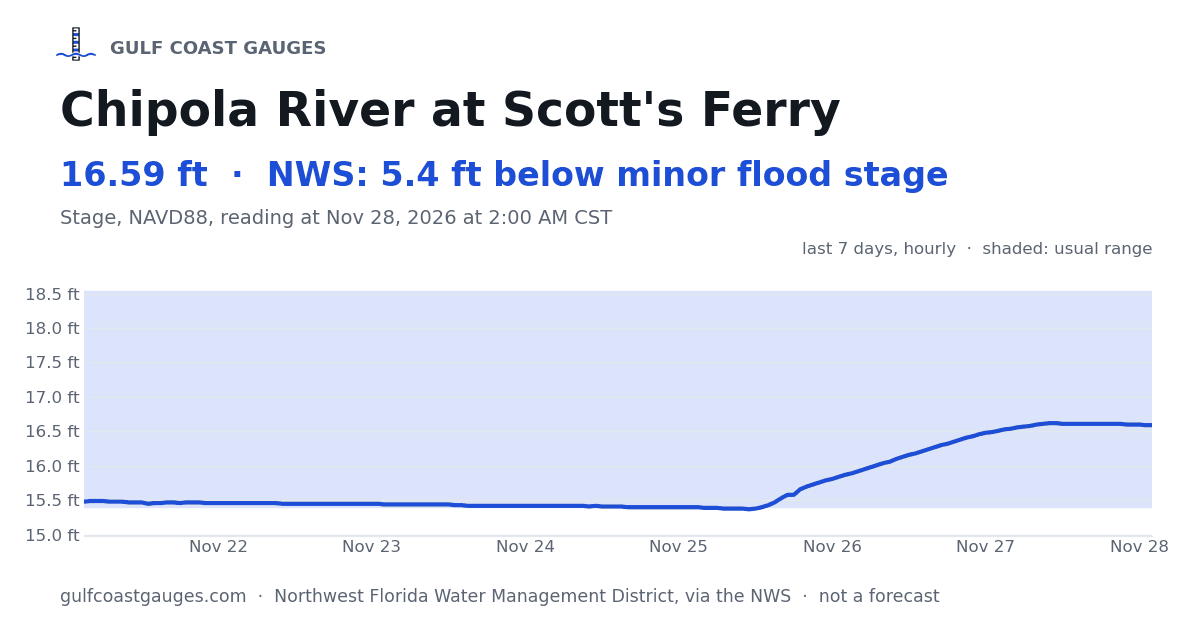 GULF COAST GAUGES
Chipola River at Scott's Ferry
16.59 ft · NWS: 5.4 ft below minor flood stage
Stage, NAVD88, reading at Nov 28, 2026 at 2:00 AM CST
last 7 days, hourly · shaded: usual range
18.5 ft
18.0 ft
17.5 ft
17.0 ft
16.5 ft
16.0 ft
15.5 ft
15.0 ft
Nov 22 Nov 23 Nov 24 Nov 25 Nov 26 Nov 27 Nov 28
gulfcoastgauges.com · Northwest Florida Water Management District, via the NWS · not a forecast